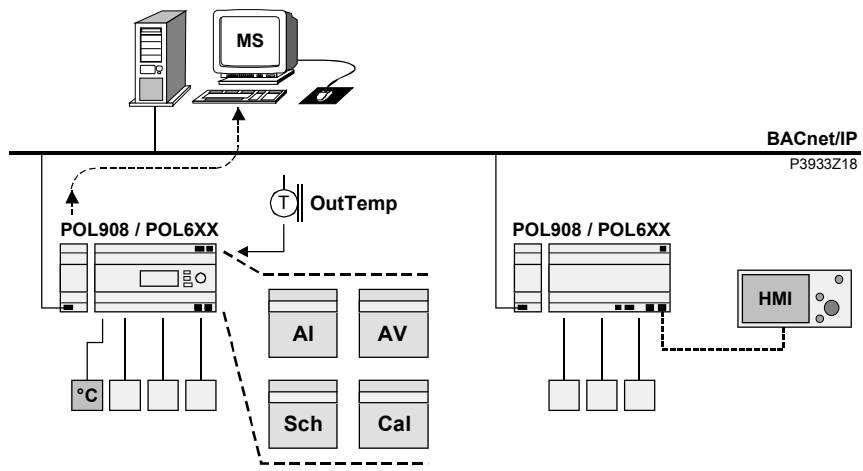 MS
BACnet/IP
P3933Z18
T
OutTemp
POL908 / POL6XX
POL908 / POL6XX
HMI
AI
AV
°C
Sch
Cal